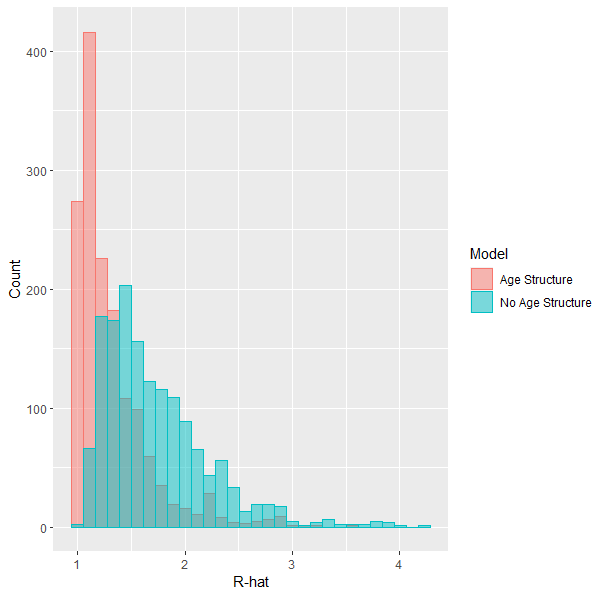 400
300
200
100
0
Count
1
2
3
4
R-hat
Model
Age Structure
No Age Structure